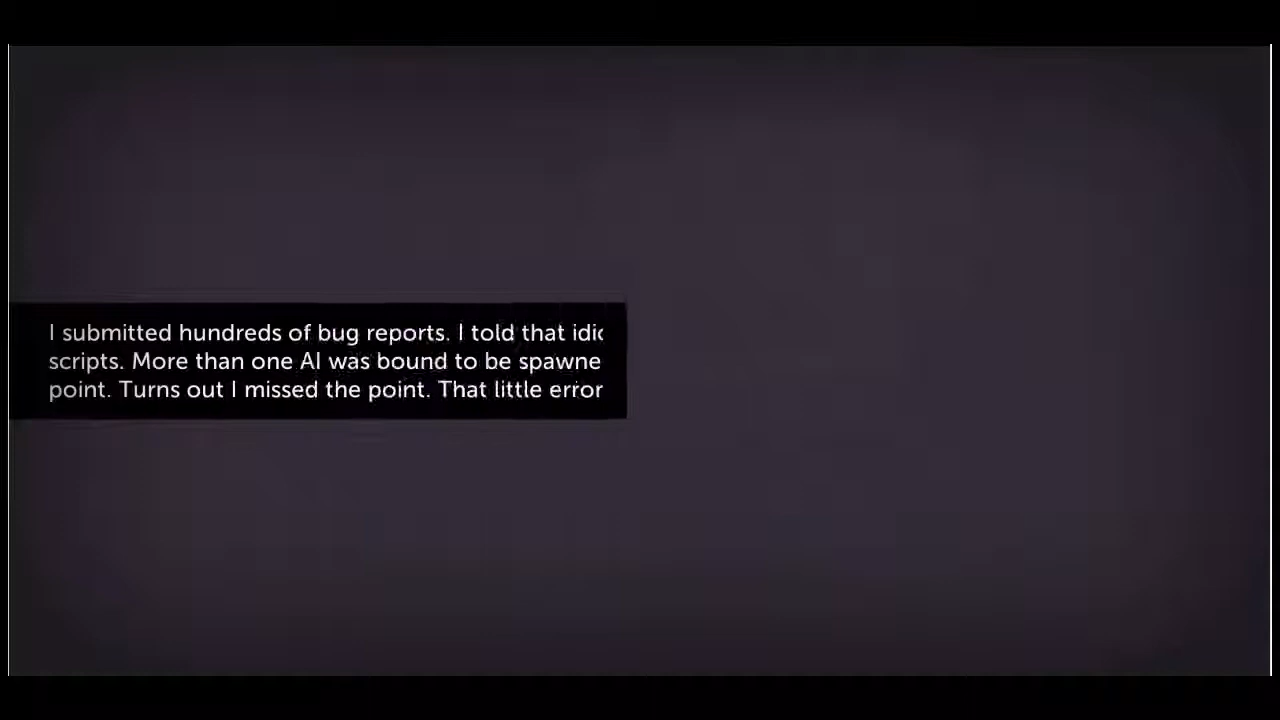 I submitted hundreds of bug reports. I told that
scripts. More than one AI was bound to be spawne
point. Turns out I missed the point. That little error